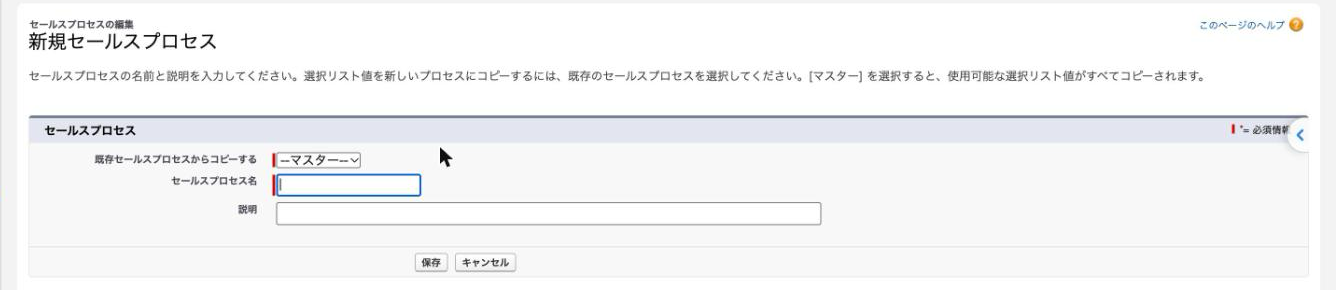 セールスプロセスの編集
新規セールスプロセス
このページのヘルプ ?
セールスプロセスの名前と説明を入力してください。選択リスト値を新しいプロセスにコピーするには、既存のセールスプロセスを選択してください。[マスター] を選択すると、使用可能な選択リスト値がすべてコピーされます。
セールスプロセス
*= 必須情報
既存セールスプロセスからコピーする --マスター--
セールスプロセス名
説明
保存 キャンセル